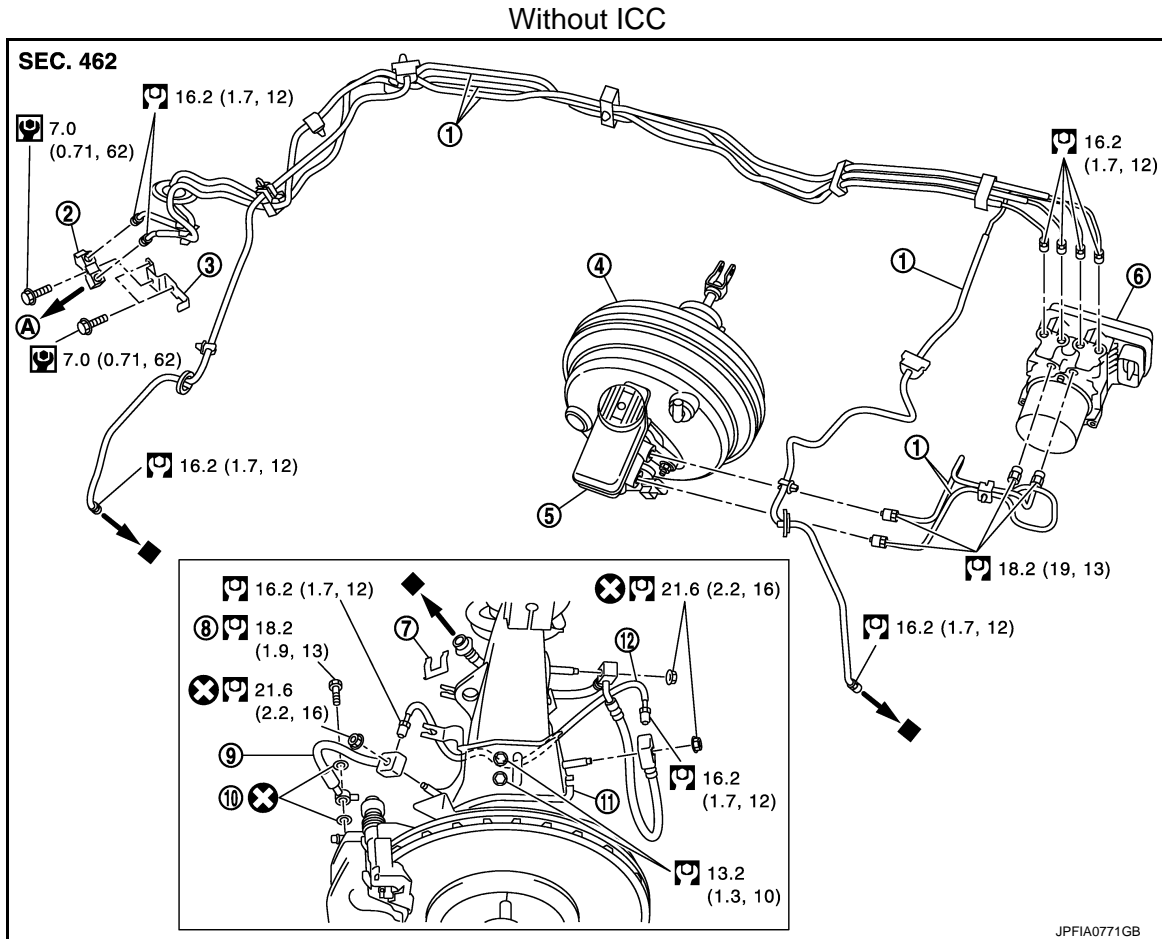 Without ICC
SEC. 462
16.2 (1.7, 12)
7.0
(0.71, 62)
①
16.2
(1.7, 12)
②
③
④
①
⑥
Ⓐ
7.0 (0.71, 62)
16.2 (1.7, 12)
①
⑤
18.2 (19, 13)
16.2 (1.7, 12)
16.2 (1.7, 12)
21.6 (2.2, 16)
⑧ 18.2
(1.9, 13)
⑦
⑫
21.6
(2.2, 16)
⑨
16.2
(1.7, 12)
⑩
⑪
13.2
(1.3, 10)
JPFIA0771GB